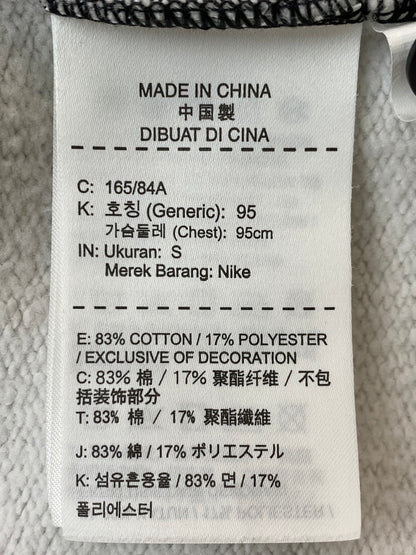 MADE IN CHINA
中国製
DIBUAT DI CINA
C: 165/84A
K: 호칭 (Generic): 95
가슴둘레 (Chest): 95cm
IN: Ukuran: S
Merek Barang: Nike
E: 83% COTTON / 17% POLYESTER
/ EXCLUSIVE OF DECORATION
C: 83% 棉 / 17% 聚酯纤维 / 不包
括装饰部分
T: 83% 棉 / 17% 聚酯纖維
J: 83% 綿 / 17% ポリエステル
K: 섬유혼용율 / 83% 면 / 17%
폴리에스터